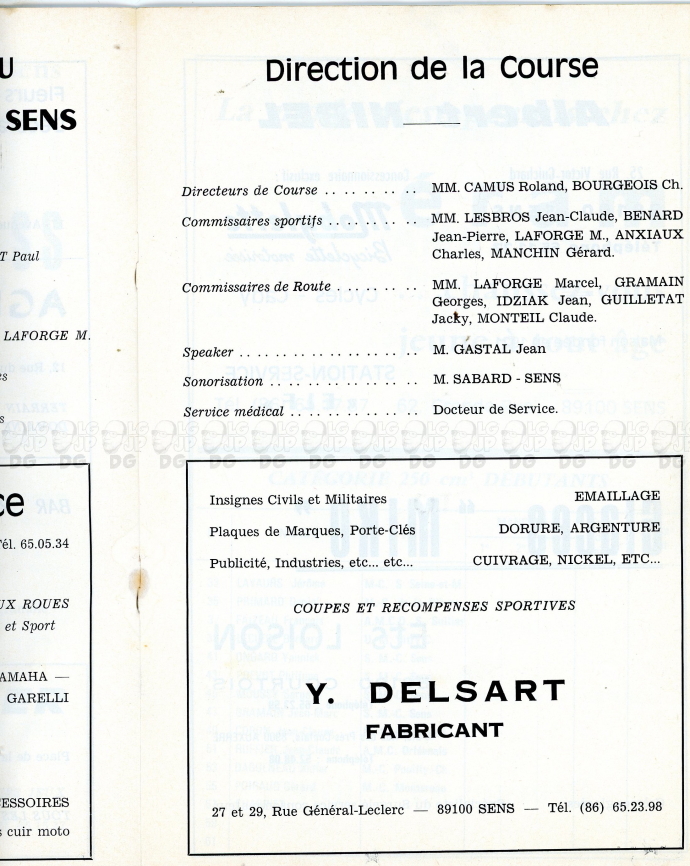 U
SENS
T Paul
LAFORGE M.
es
s
ce
Tél. 65.05.34
UX ROUES
et Sport
AMAHA —
GARELLI
CESSOIRES
s cuir moto
Direction de la Course
Directeurs de Course . . . . . . . . MM. CAMUS Roland, BOURGEOIS Ch.
Commissaires sportifs . . . . . . . . MM. LESBROS Jean-Claude, BENARD
Jean-Pierre, LAFORGE M., ANXIAUX
Charles, MANCHIN Gérard.
Commissaires de Route . . . . . . . MM. LAFORGE Marcel, GRAMAIN
Georges, IDZIAK Jean, GUILLETAT
Jacky, MONTEIL Claude.
Speaker . . . . . . . . . . . . . . . . M. GASTAL Jean
Sonorisation . . . . . . . . . . . . . M. SABARD - SENS
Service médical . . . . . . . . . . . Docteur de Service.
Insignes Civils et Militaires EMAILLAGE
Plaques de Marques, Porte-Clés DORURE, ARGENTURE
Publicité, Industries, etc... etc... CUIVRAGE, NICKEL, ETC...
COUPES ET RECOMPENSES SPORTIVES
Y. DELSART
FABRICANT
27 et 29, Rue Général-Leclerc — 89100 SENS — Tél. (86) 65.23.98